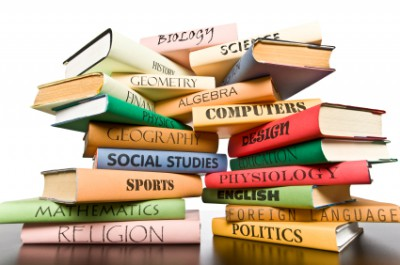 BIOLOGY
SCIENCE
HISTORY
GEOMETRY
FINANCE
ALGEBRA
PHYSICS
COMPUTERS
GEOGRAPHY
DESIGN
EDUCATION
SOCIAL STUDIES
PHYSIOLOGY
SPORTS
ENGLISH
MATHEMATICS
FOREIGN LANGUAGE
RELIGION
POLITICS